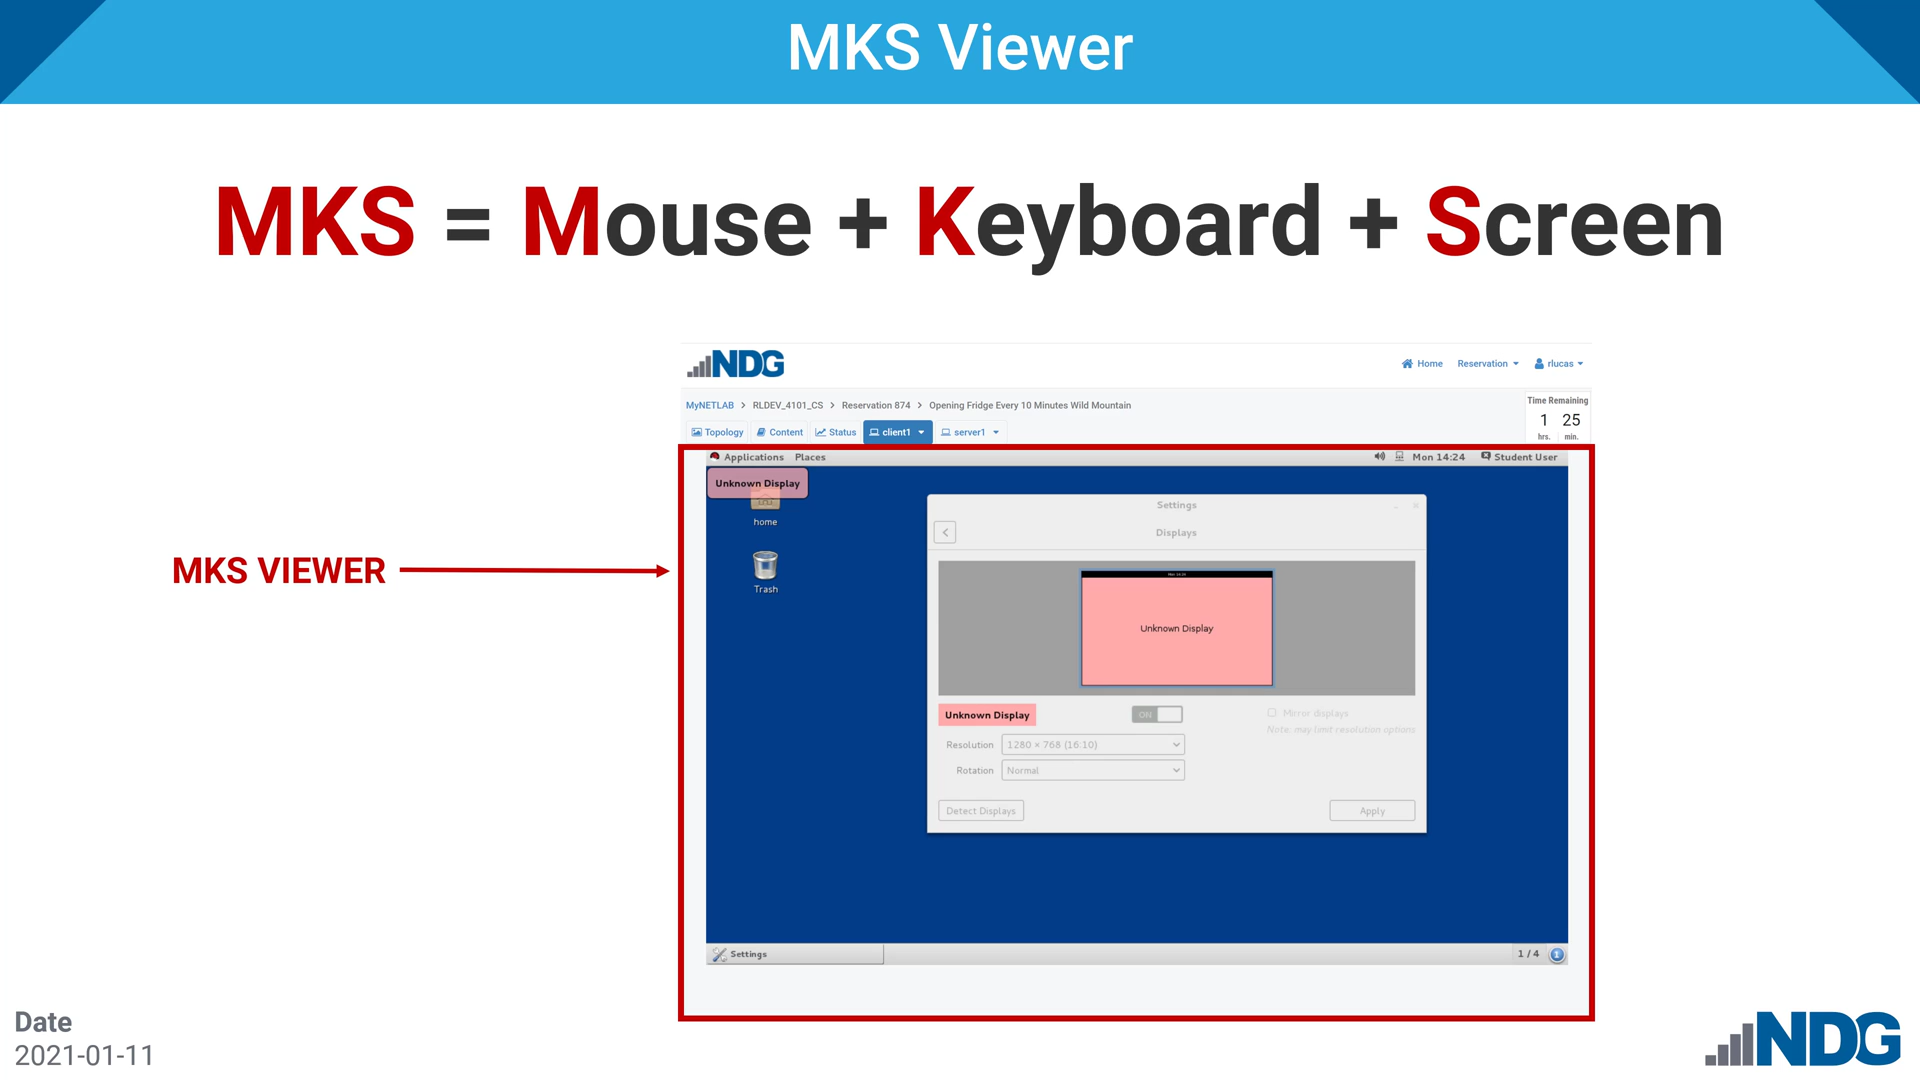 MKS Viewer
MKS = Mouse + Keyboard + Screen
NDG
Home Reservation rlucas
MyNETLAB > RLDEV_4101_CS > Reservation 874 > Opening Fridge Every 10 Minutes Wild Mountain
Time Remaining
1 25
hrs. min.
Topology Content Status client1 server1
Applications Places Mon 14:24 Student User
Unknown Display
home
Trash
Settings
Displays
Mon 14:24
Unknown Display
Unknown Display ON Mirror displays
Note: may limit resolution options
Resolution 1280 × 768 (16:10)
Rotation Normal
Detect Displays Apply
Settings 1 / 4
MKS VIEWER
Date
2021-01-11
NDG